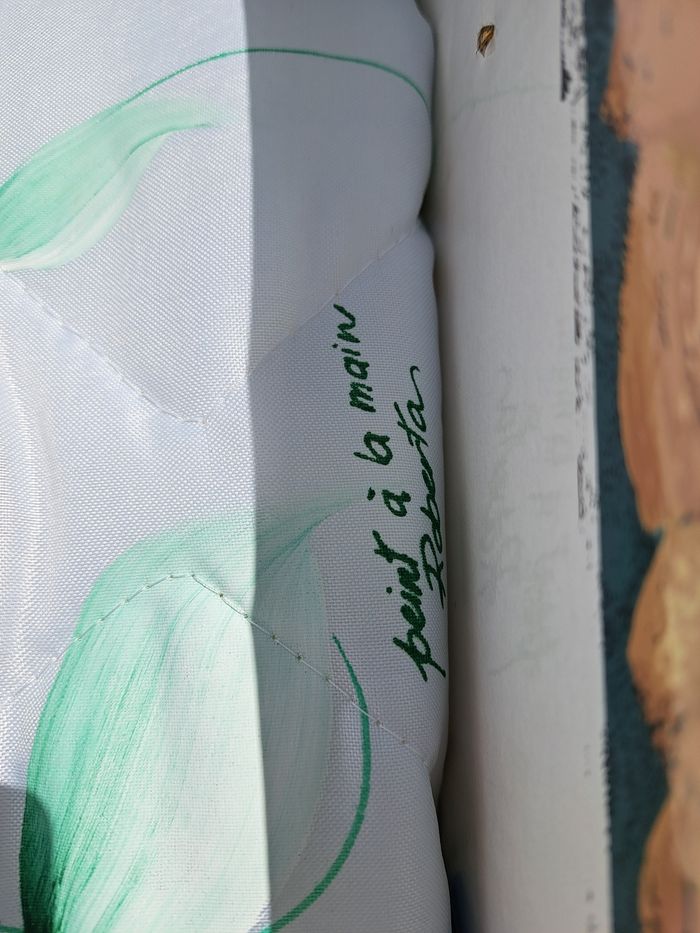 peint à la main
Roberta